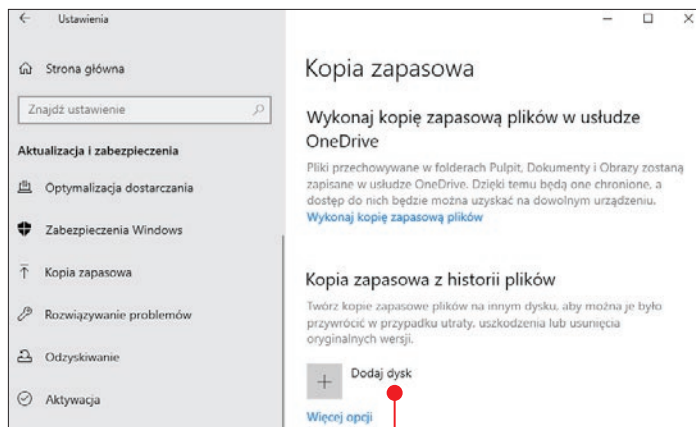 Ustawienia
Strona główna
Znajdź ustawienie
Aktualizacja i zabezpieczenia
Optymalizacja dostarczania
Zabezpieczenia Windows
Kopia zapasowa
Rozwiązywanie problemów
Odzyskiwanie
Aktywacja
Kopia zapasowa
Wykonaj kopię zapasową plików w usłudze
OneDrive
Pliki przechowywane w folderach Pulpit, Dokumenty i Obrazy zostaną
zapisane w usłudze OneDrive. Dzięki temu będą one chronione, a
dostęp do nich będzie można uzyskać na dowolnym urządzeniu.
Wykonaj kopię zapasową plików
Kopia zapasowa z historii plików
Twórz kopie zapasowe plików na innym dysku, aby można je było
przywrócić w przypadku utraty, uszkodzenia lub usunięcia
oryginalnych wersji.
Dodaj dysk
Więcej opcji